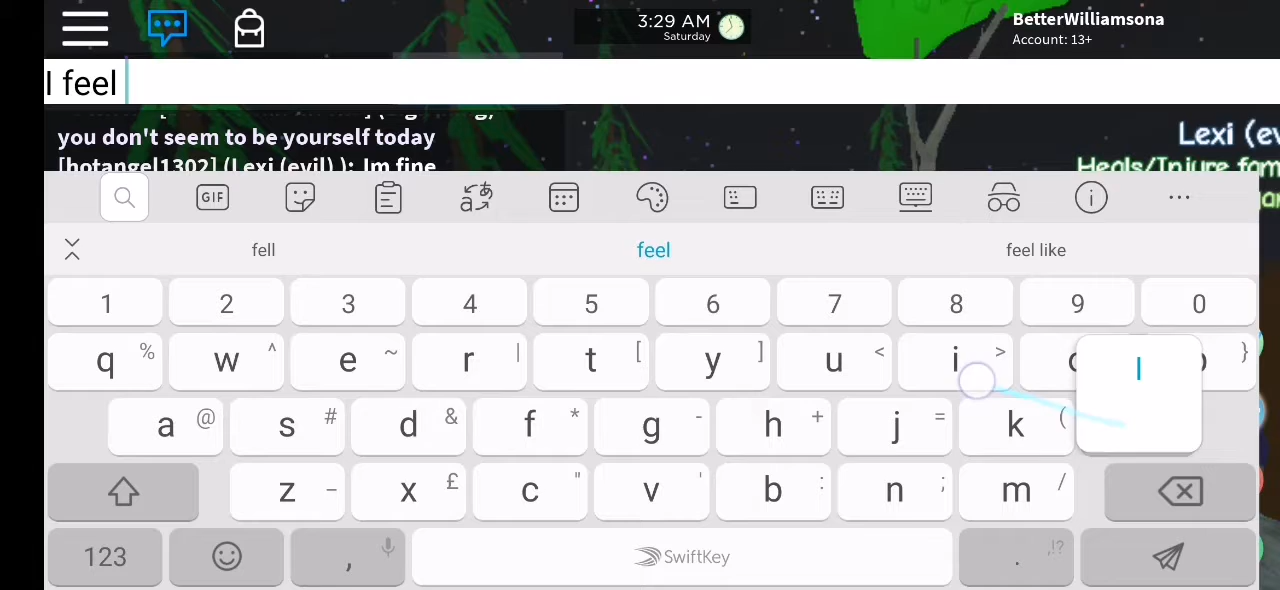 3:29 AM
Saturday
BetterWilliamsona
Account: 13+
I feel
you don't seem to be yourself today
[hotangel1302] (Lexi (evil) ): Im fine
Lexi (ev
Heals/Injure fam
GIF
fell feel feel like
1 2 3 4 5 6 7 8 9 0
q % w ^ e ~ r | t [ y ] u < i > }
a @ s # d & f * g - h + j = k ( l
z _ x £ c " v ' b : n ; m /
123 , SwiftKey . ,!?